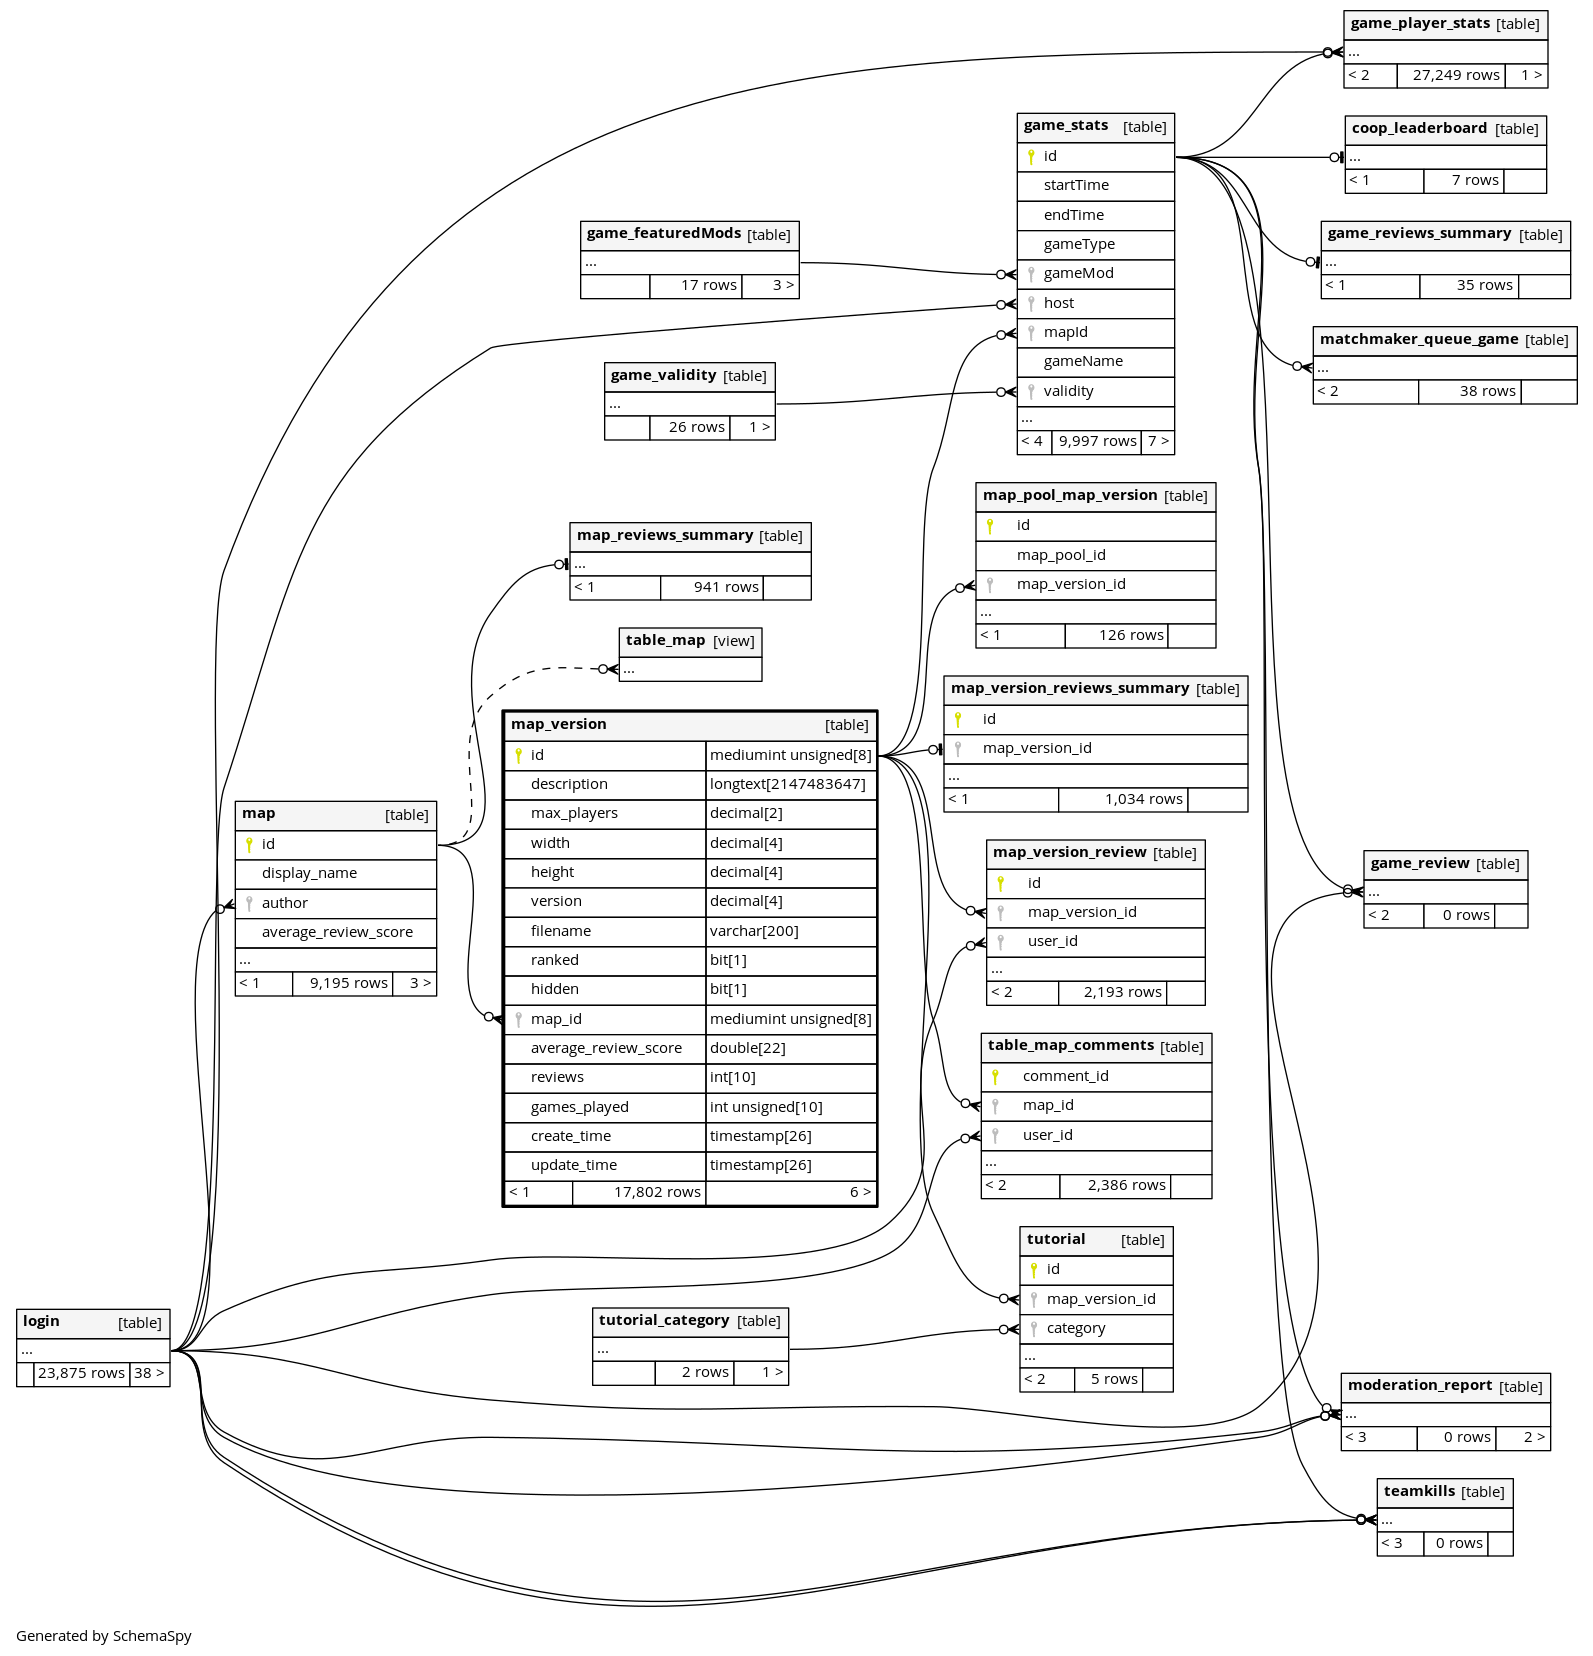 game_player_stats [table]
...
< 2 27,249 rows 1 >
game_stats [table]
id
startTime
endTime
gameType
gameMod
host
mapId
gameName
validity
...
< 4 9,997 rows 7 >
coop_leaderboard [table]
...
< 1 7 rows
game_reviews_summary [table]
...
< 1 35 rows
game_featuredMods [table]
...
17 rows 3 >
matchmaker_queue_game [table]
...
< 2 38 rows
game_validity [table]
...
26 rows 1 >
map_pool_map_version [table]
id
map_pool_id
map_version_id
...
< 1 126 rows
map_reviews_summary [table]
...
< 1 941 rows
table_map [view]
...
map_version_reviews_summary [table]
id
map_version_id
...
< 1 1,034 rows
map_version [table]
id mediumint unsigned[8]
description longtext[2147483647]
max_players decimal[2]
width decimal[4]
height decimal[4]
version decimal[4]
filename varchar[200]
ranked bit[1]
hidden bit[1]
map_id mediumint unsigned[8]
average_review_score double[22]
reviews int[10]
games_played int unsigned[10]
create_time timestamp[26]
update_time timestamp[26]
< 1 17,802 rows 6 >
map [table]
id
display_name
author
average_review_score
...
< 1 9,195 rows 3 >
map_version_review [table]
id
map_version_id
user_id
...
< 2 2,193 rows
game_review [table]
...
< 2 0 rows
table_map_comments [table]
comment_id
map_id
user_id
...
< 2 2,386 rows
tutorial [table]
id
map_version_id
category
...
< 2 5 rows
login [table]
...
23,875 rows 38 >
tutorial_category [table]
...
2 rows 1 >
moderation_report [table]
...
< 3 0 rows 2 >
teamkills [table]
...
< 3 0 rows
Generated by SchemaSpy